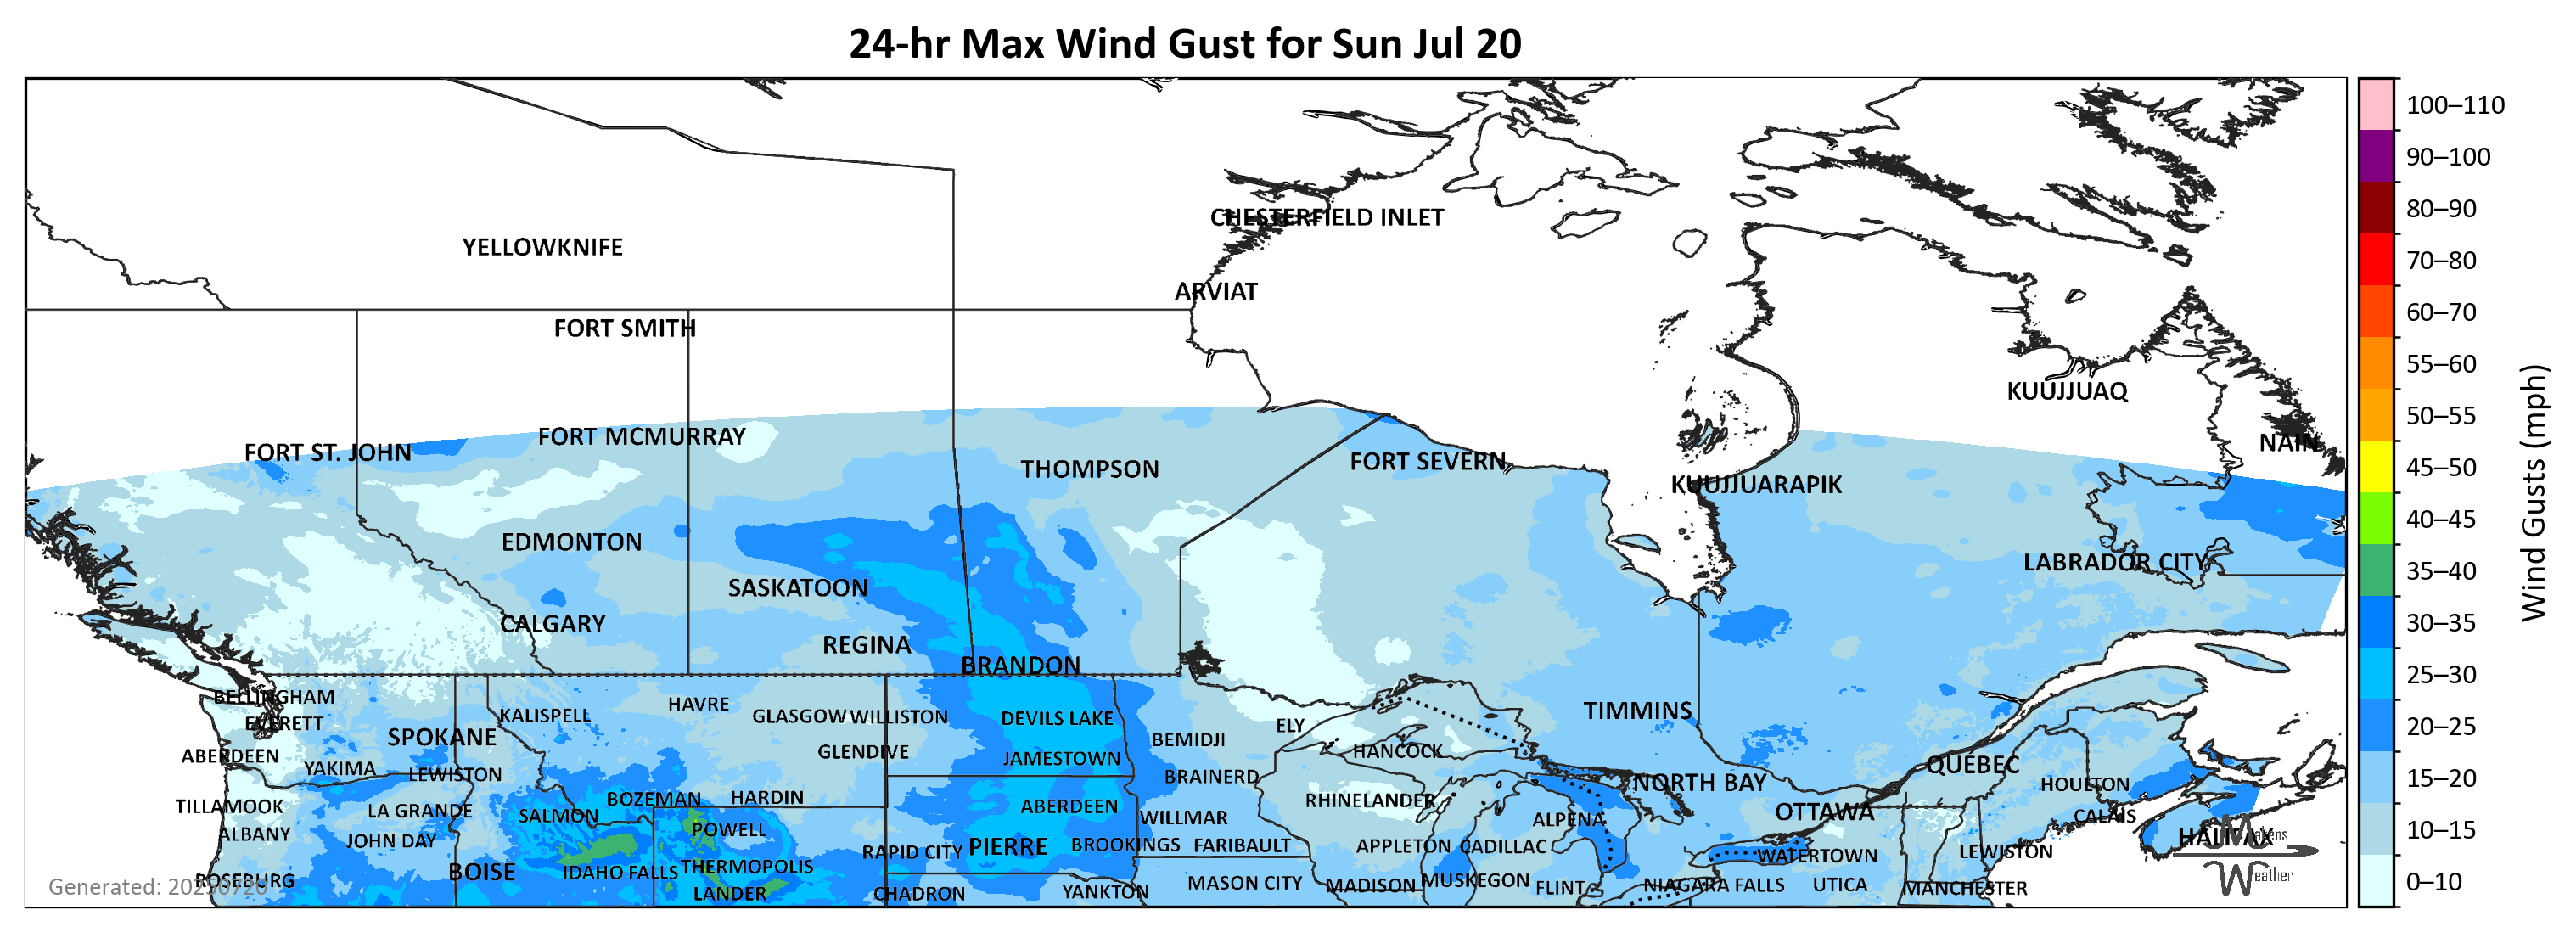 24-hr Max Wind Gust for Sun Jul 20
100–110
90–100
80–90
70–80
60–70
55–60
50–55
45–50
40–45
35–40
30–35
25–30
20–25
15–20
10–15
0–10
Wind Gusts (mph)
CHESTERFIELD INLET
YELLOWKNIFE
ARVIAT
FORT SMITH
KUUJJUAQ
FORT MCMURRAY
NAIN
FORT ST. JOHN
FORT SEVERN
THOMPSON
KUUJJUARAPIK
EDMONTON
LABRADOR CITY
SASKATOON
CALGARY
REGINA
BRANDON
BELLINGHAM
HAVRE
TIMMINS
KALISPELL
GLASGOW WILLISTON
DEVILS LAKE
EVERETT
ELY
SPOKANE
BEMIDJI
GLENDIVE
HANCOCK
ABERDEEN
JAMESTOWN
QUÉBEC
YAKIMA
LEWISTON
BRAINERD
NORTH BAY
HOULTON
BOZEMAN
HARDIN
RHINELANDER
TILLAMOOK
ABERDEEN
LA GRANDE
OTTAWA
SALMON
WILLMAR
ALPENA
CALAIS
POWELL
ALBANY
HALIFAX
Makens
JOHN DAY
RAPID CITY
PIERRE
BROOKINGS
FARIBAULT
APPLETON
CADILLAC
LEWISTON
WATERTOWN
THERMOPOLIS
BOISE
IDAHO FALLS
Weather
ROSEBURG
MASON CITY
MADISON
MUSKEGON
FLINT
NIAGARA FALLS
UTICA
MANCHESTER
Generated:
LANDER
CHADRON
YANKTON